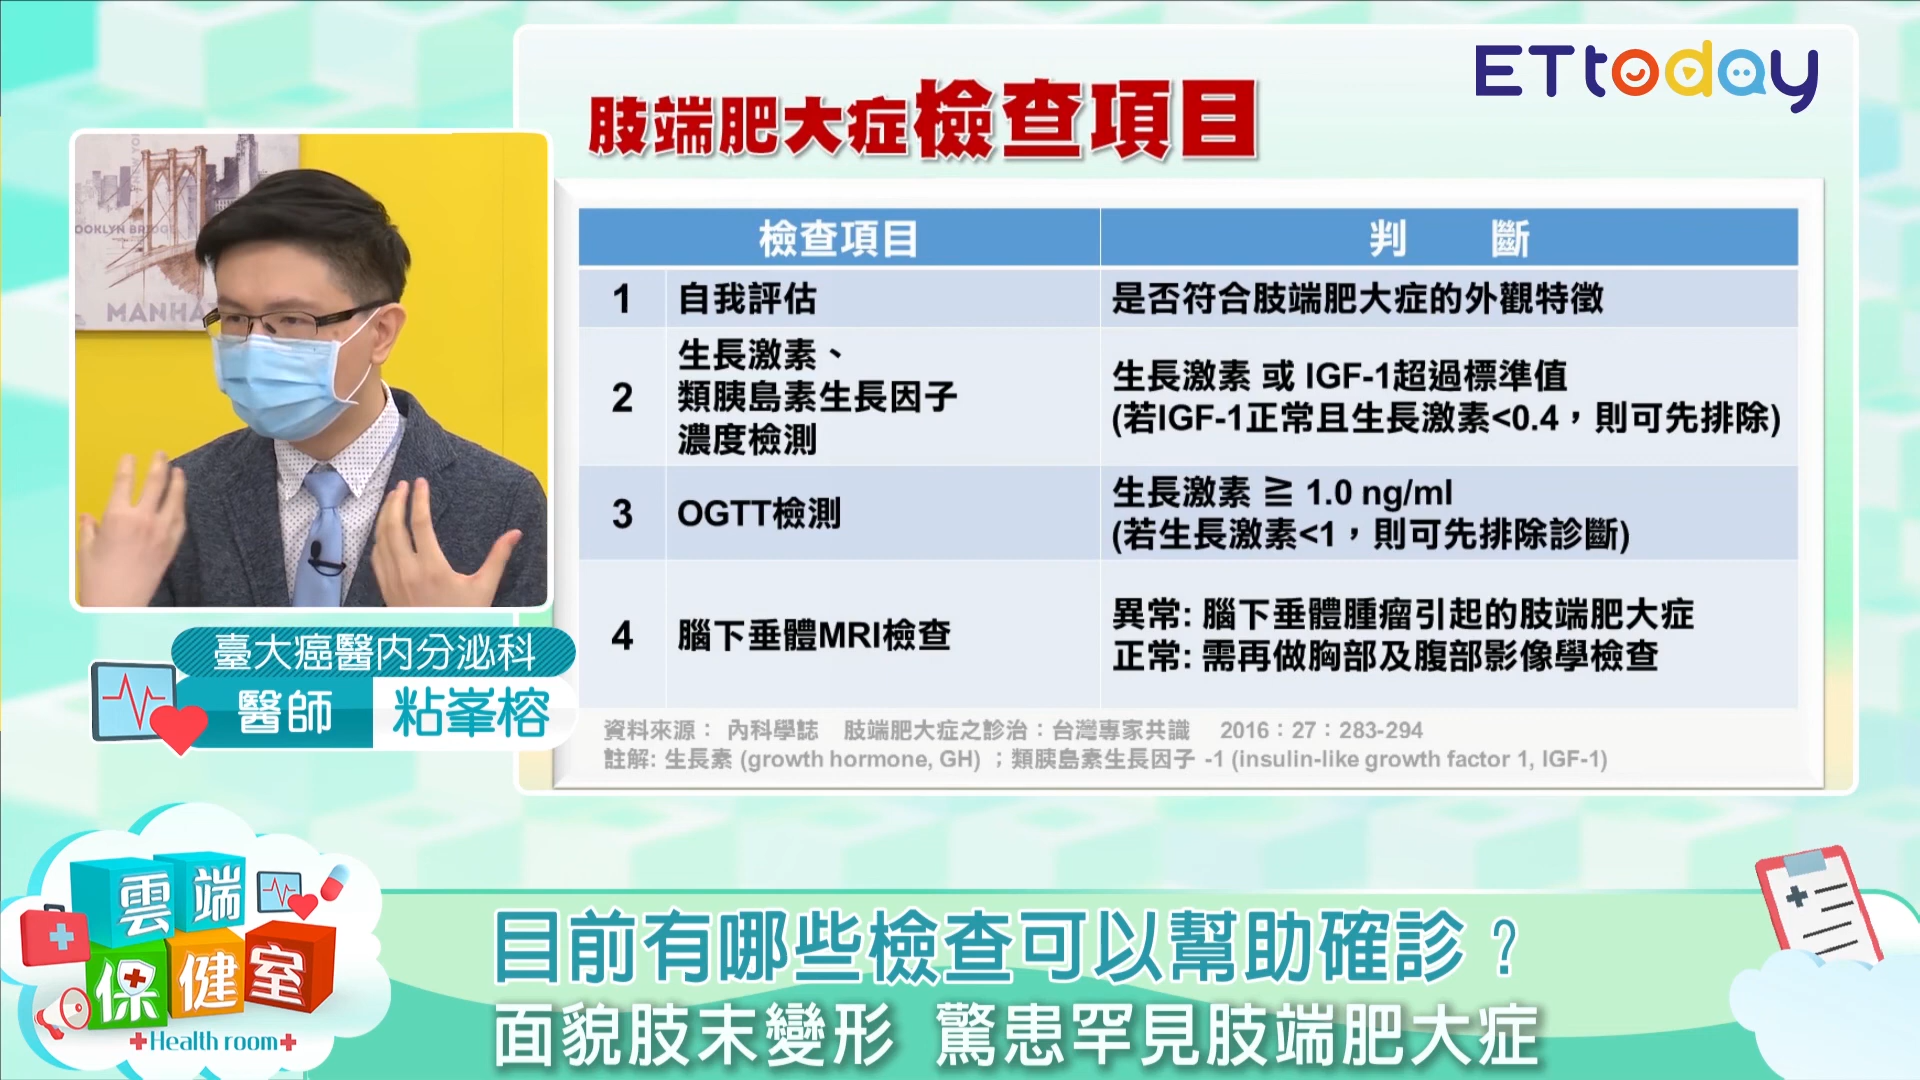 ETtoday
肢端肥大症檢查項目
檢查項目
判 斷
1
自我評估
是否符合肢端肥大症的外觀特徵
2
生長激素、
類胰島素生長因子
濃度檢測
生長激素 或 IGF-1超過標準值
(若IGF-1正常且生長激素<0.4，則可先排除)
3
OGTT檢測
生長激素 ≧ 1.0 ng/ml
(若生長激素<1，則可先排除診斷)
4
腦下垂體MRI檢查
異常: 腦下垂體腫瘤引起的肢端肥大症
正常: 需再做胸部及腹部影像學檢查
資料來源： 內科學誌 肢端肥大症之診治：台灣專家共識 2016：27：283-294
註解: 生長素 (growth hormone, GH) ；類胰島素生長因子 -1 (insulin-like growth factor 1, IGF-1)
臺大癌醫內分泌科
醫師 粘峯榕
雲端
保健室
Health room
目前有哪些檢查可以幫助確診？
面貌肢末變形 驚患罕見肢端肥大症